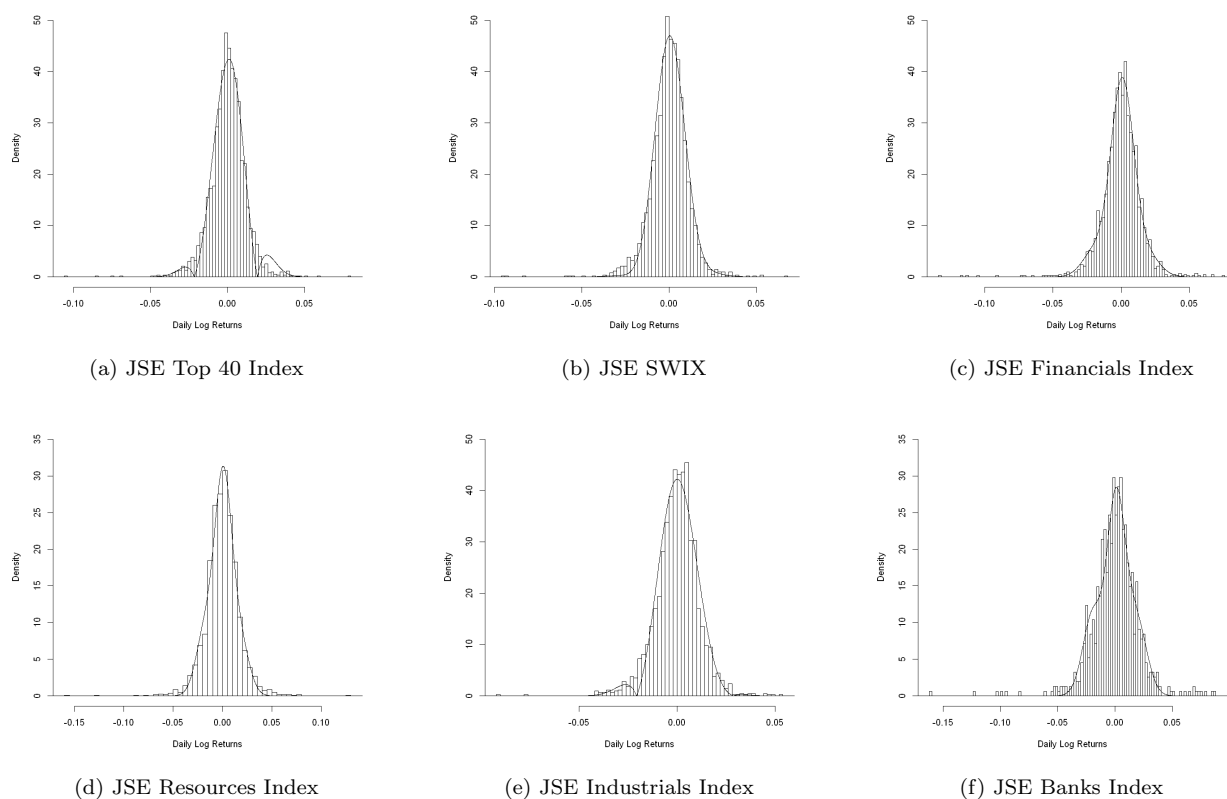 50
40
30
20
10
0
Density
-0.10 -0.05 0.00 0.05
Daily Log Returns
(a) JSE Top 40 Index
50
40
30
20
10
0
Density
-0.10 -0.05 0.00 0.05
Daily Log Returns
(b) JSE SWIX
50
40
30
20
10
0
Density
-0.10 -0.05 0.00 0.05
Daily Log Returns
(c) JSE Financials Index
35
30
25
20
15
10
5
0
Density
-0.15 -0.10 -0.05 0.00 0.05 0.10
Daily Log Returns
(d) JSE Resources Index
50
40
30
20
10
0
Density
-0.05 0.00 0.05
Daily Log Returns
(e) JSE Industrials Index
35
30
25
20
15
10
5
0
Density
-0.15 -0.10 -0.05 0.00 0.05
Daily Log Returns
(f) JSE Banks Index